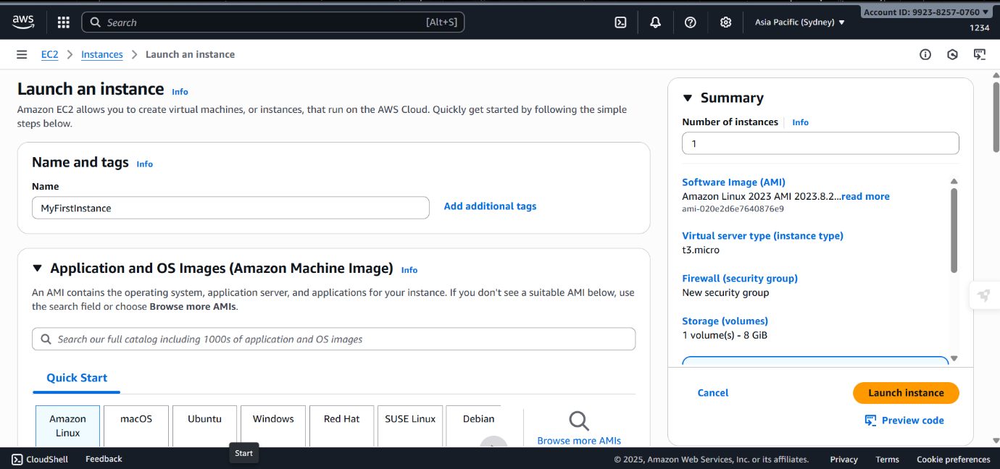 aws
Search
[Alt+S]
Asia Pacific (Sydney) ▼
Account ID: 9923-8257-0760 ▼
1234
EC2 > Instances > Launch an instance
Launch an instance Info
Amazon EC2 allows you to create virtual machines, or instances, that run on the AWS Cloud. Quickly get started by following the simple
steps below.
Name and tags Info
Name
MyFirstInstance
Add additional tags
▼ Application and OS Images (Amazon Machine Image) Info
An AMI contains the operating system, application server, and applications for your instance. If you don't see a suitable AMI below, use
the search field or choose Browse more AMIs.
Search our full catalog including 1000s of application and OS images
Quick Start
Amazon
Linux
macOS
Ubuntu
Windows
Red Hat
SUSE Linux
Debian
Browse more AMIs
▼ Summary
Number of instances Info
1
Software Image (AMI)
Amazon Linux 2023 AMI 2023.8.2...read more
ami-020e2d6e7640876e9
Virtual server type (instance type)
t3.micro
Firewall (security group)
New security group
Storage (volumes)
1 volume(s) - 8 GiB
Cancel
Launch instance
Preview code
Start
CloudShell
Feedback
© 2025, Amazon Web Services, Inc. or its affiliates.
Privacy
Terms
Cookie preferences